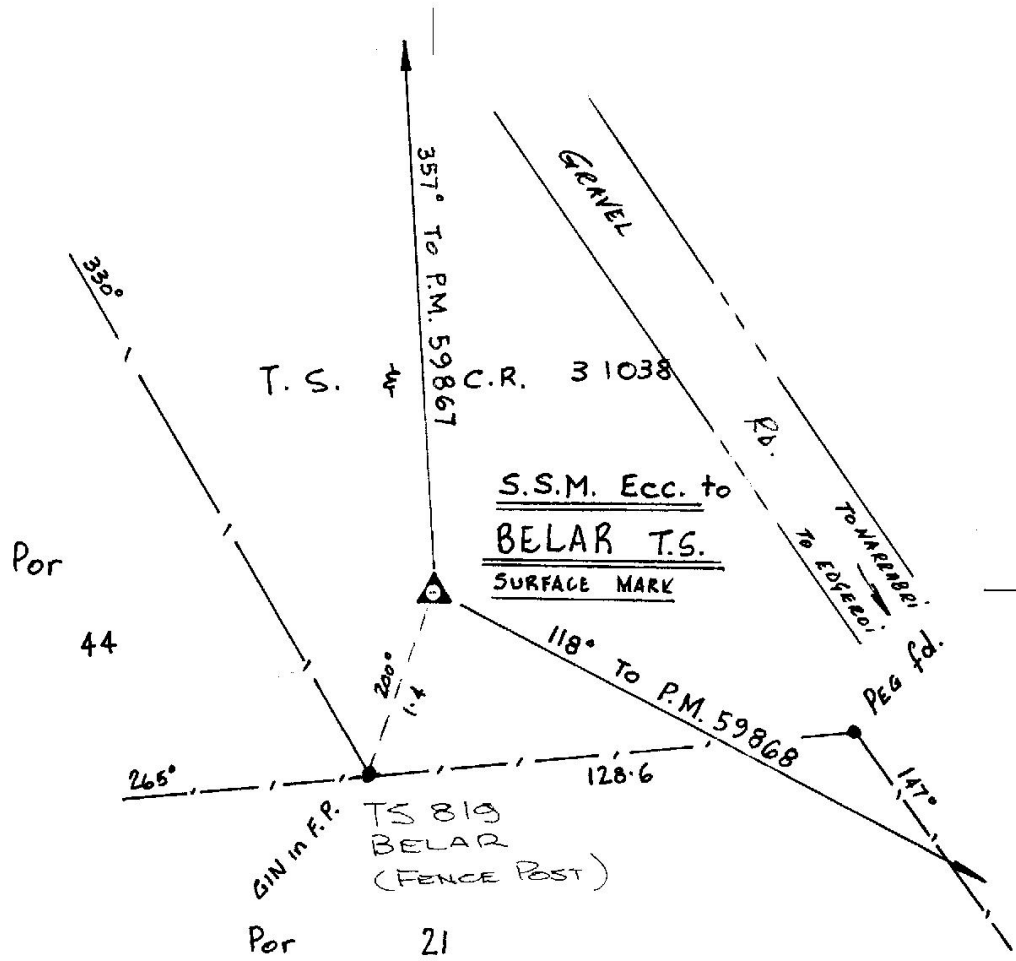 357° To P.M. 59867
GRAVEL
Rd.
330°
T. S. & C.R. 31038
S.S.M. Ecc. to
BELAR T.S.
SURFACE MARK
TO NARRABRI
TO EDGEROI
Por
44
200°
1.4
118° To P.M. 59868
PEG fd.
265°
128.6
147°
GIN in F.P.
TS 819
BELAR
(FENCE POST)
Por 21